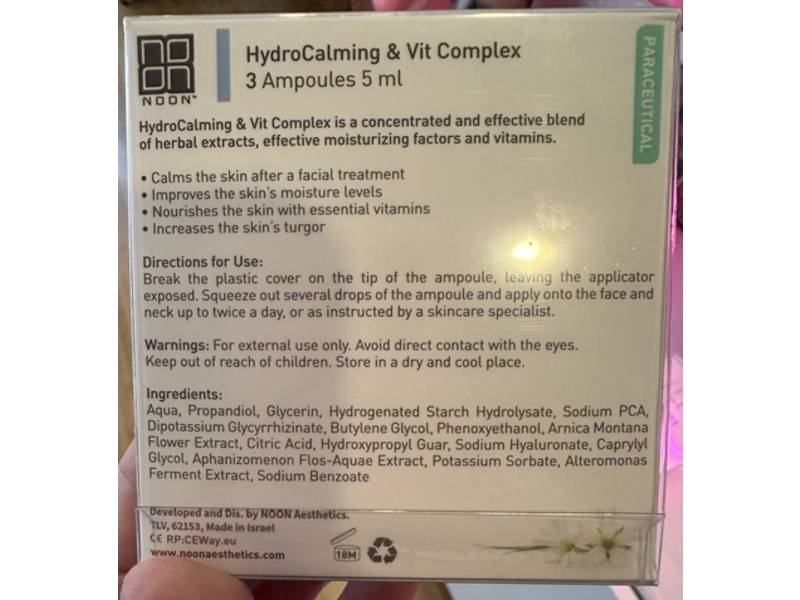 NOON™
HydroCalming & Vit Complex
3 Ampoules 5 ml
PARACEUTICAL
HydroCalming & Vit Complex is a concentrated and effective blend
of herbal extracts, effective moisturizing factors and vitamins.
• Calms the skin after a facial treatment
• Improves the skin's moisture levels
• Nourishes the skin with essential vitamins
• Increases the skin's turgor
Directions for Use:
Break the plastic cover on the tip of the ampoule, leaving the applicator
exposed. Squeeze out several drops of the ampoule and apply onto the face and
neck up to twice a day, or as instructed by a skincare specialist.
Warnings: For external use only. Avoid direct contact with the eyes.
Keep out of reach of children. Store in a dry and cool place.
Ingredients:
Aqua, Propandiol, Glycerin, Hydrogenated Starch Hydrolysate, Sodium PCA,
Dipotassium Glycyrrhizinate, Butylene Glycol, Phenoxyethanol, Arnica Montana
Flower Extract, Citric Acid, Hydroxypropyl Guar, Sodium Hyaluronate, Caprylyl
Glycol, Aphanizomenon Flos-Aquae Extract, Potassium Sorbate, Alteromonas
Ferment Extract, Sodium Benzoate
Developed and Dis. by NOON Aesthetics.
TLV, 62153, Made in Israel
CE RP:CEWay.eu
www.noonaesthetics.com
18M